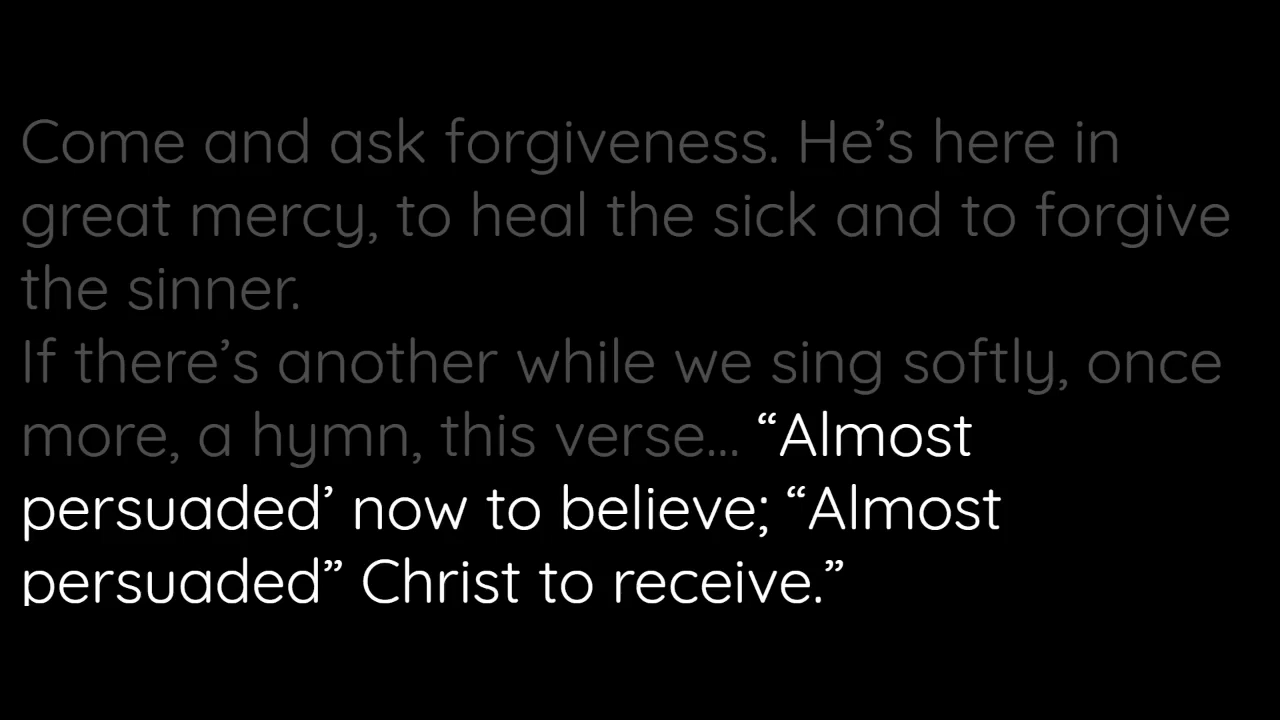 Come and ask forgiveness. He’s here in
great mercy, to heal the sick and to forgive
the sinner.
If there’s another while we sing softly, once
more, a hymn, this verse... “Almost
persuaded’ now to believe; “Almost
persuaded” Christ to receive.”